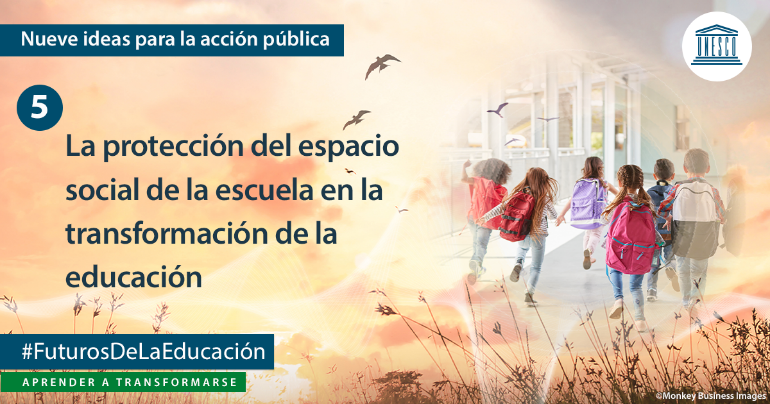 Nueve ideas para la acción pública
UNESCO
5
La protección del espacio
social de la escuela en la
transformación de la
educación
#FuturosDeLaEducación
APRENDER A TRANSFORMARSE
©Monkey Business Images